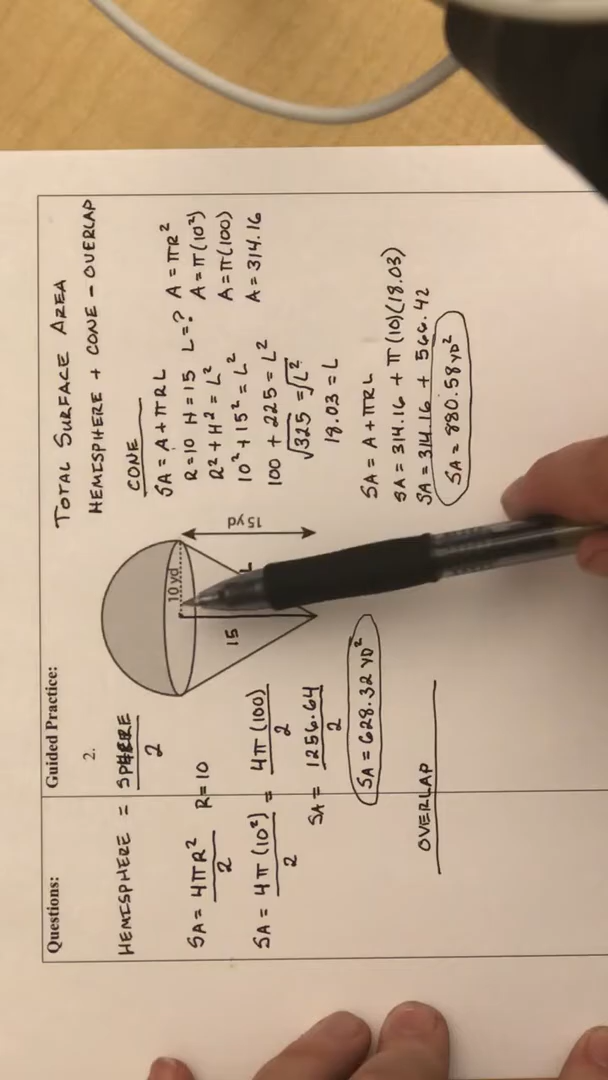 Questions:
Guided Practice:
2.
TOTAL SURFACE AREA
HEMISPHERE + CONE - OVERLAP
HEMISPHERE = SPHERE / 2
SA = 4πR² / 2 R=10
SA = 4π(10²) / 2 = 4π(100) / 2
SA = 1256.64 / 2
SA = 628.32 YD²
OVERLAP
10 yd
15
L
15yd
CONE
SA = A + πRL
R=10 H=15 L=?
R² + H² = L²
10² + 15² = L²
100 + 225 = L²
√325 = √L²
18.03 = L
A = πR²
A = π(10²)
A = π(100)
A = 314.16
SA = A + πRL
SA = 314.16 + π(10)(18.03)
SA = 314.16 + 566.42
SA = 880.58 YD²